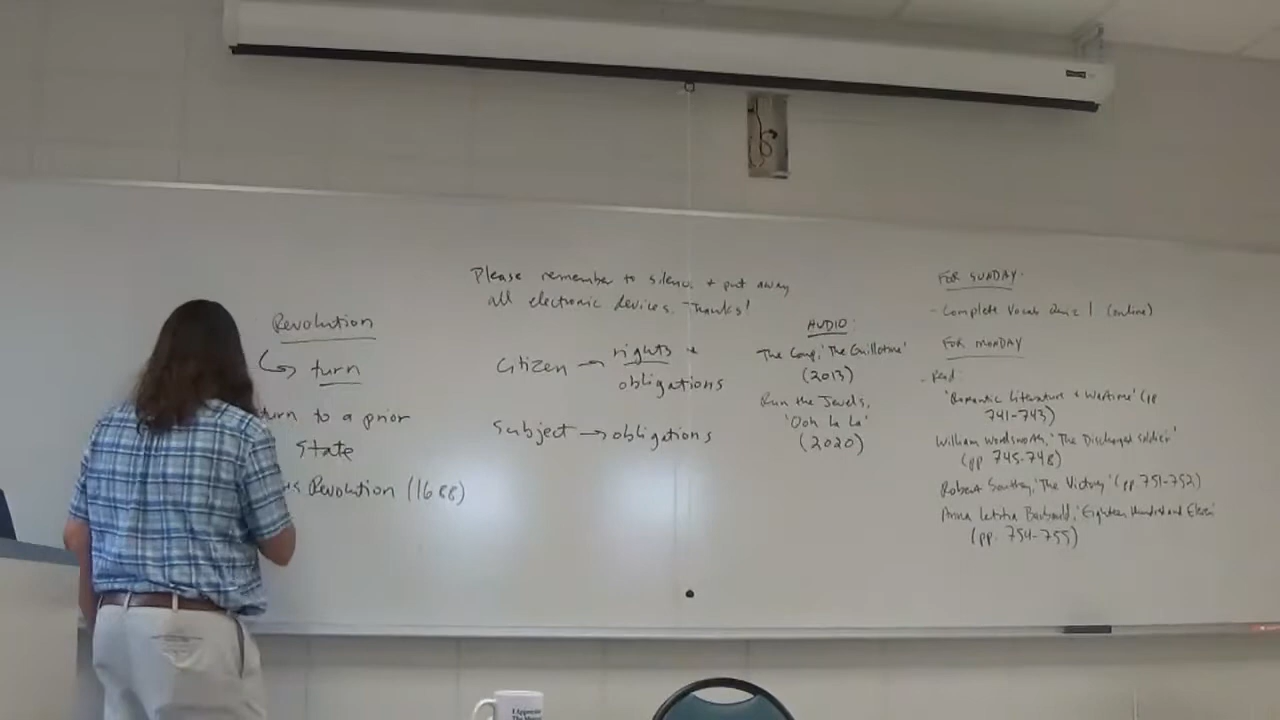 Revolution
turn
turn to a prior
State
Revolution (1688)
Please remember to silence + put away
all electronic devices. Thanks!
Citizen → rights +
obligations
Subject → obligations
AUDIO:
The Coup, 'The Guillotine'
(2013)
Run the Jewels,
'Ooh La La'
(2020)
FOR SUNDAY:
- Complete Vocab Quiz 1 (online)
FOR MONDAY
- Read:
'Romantic Literature + Wartime' (pp
741-743)
William Wordsworth, 'The Discharged Soldier'
(pp 745-748)
Robert Southey, 'The Victory' (pp. 751-752)
Anna Letitia Barbauld, 'Eighteen Hundred and Eleven'
(pp. 754-755)
I Appreciate
The